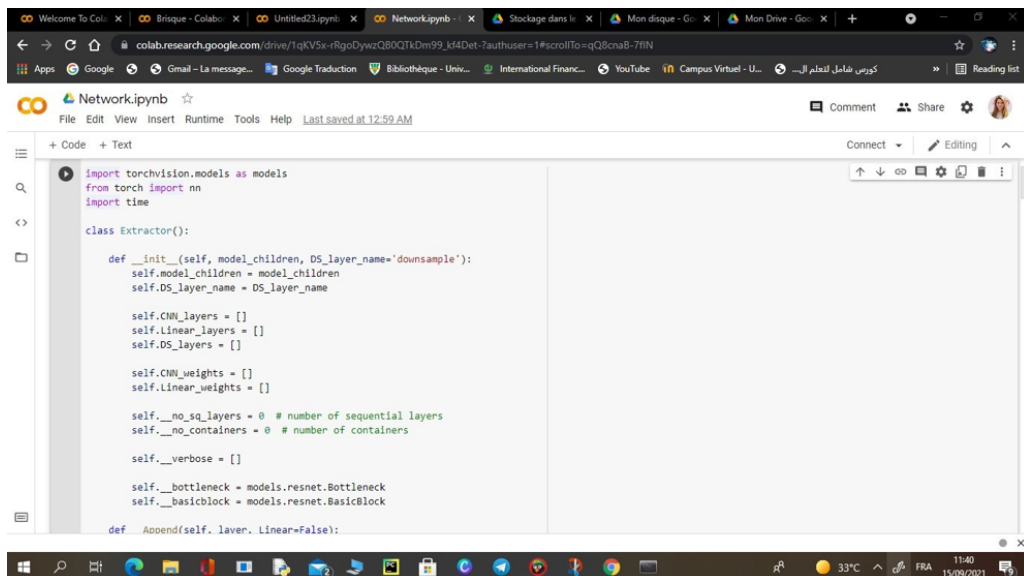 Welcome To Cola
Brisque - Colabor
Untitled23.ipynb
Network.ipynb - C
Stockage dans le
Mon disque - Goo
Mon Drive - Goo
colab.research.google.com/drive/1qKV5x-rRgoDywzQB0QTkDm99_kf4Det-?authuser=1#scrollTo=qQ8cnaB-7fIN
Apps Google Gmail – La message... Google Traduction Bibliothèque - Univ... International Financ... YouTube Campus Virtuel - U... كورس شامل لتعلم ال... » Reading list
Network.ipynb
Comment Share
File Edit View Insert Runtime Tools Help Last saved at 12:59 AM
+ Code + Text Connect Editing
import torchvision.models as models
from torch import nn
import time
class Extractor():
def __init__(self, model_children, DS_layer_name='downsample'):
self.model_children = model_children
self.DS_layer_name = DS_layer_name
self.CNN_layers = []
self.Linear_layers = []
self.DS_layers = []
self.CNN_weights = []
self.Linear_weights = []
self.__no_sq_layers = 0 # number of sequential layers
self.__no_containers = 0 # number of containers
self.__verbose = []
self.__bottleneck = models.resnet.Bottleneck
self.__basicblock = models.resnet.BasicBlock
def __Append(self, layer, Linear=False):
33°C FRA 11:40
15/09/2021